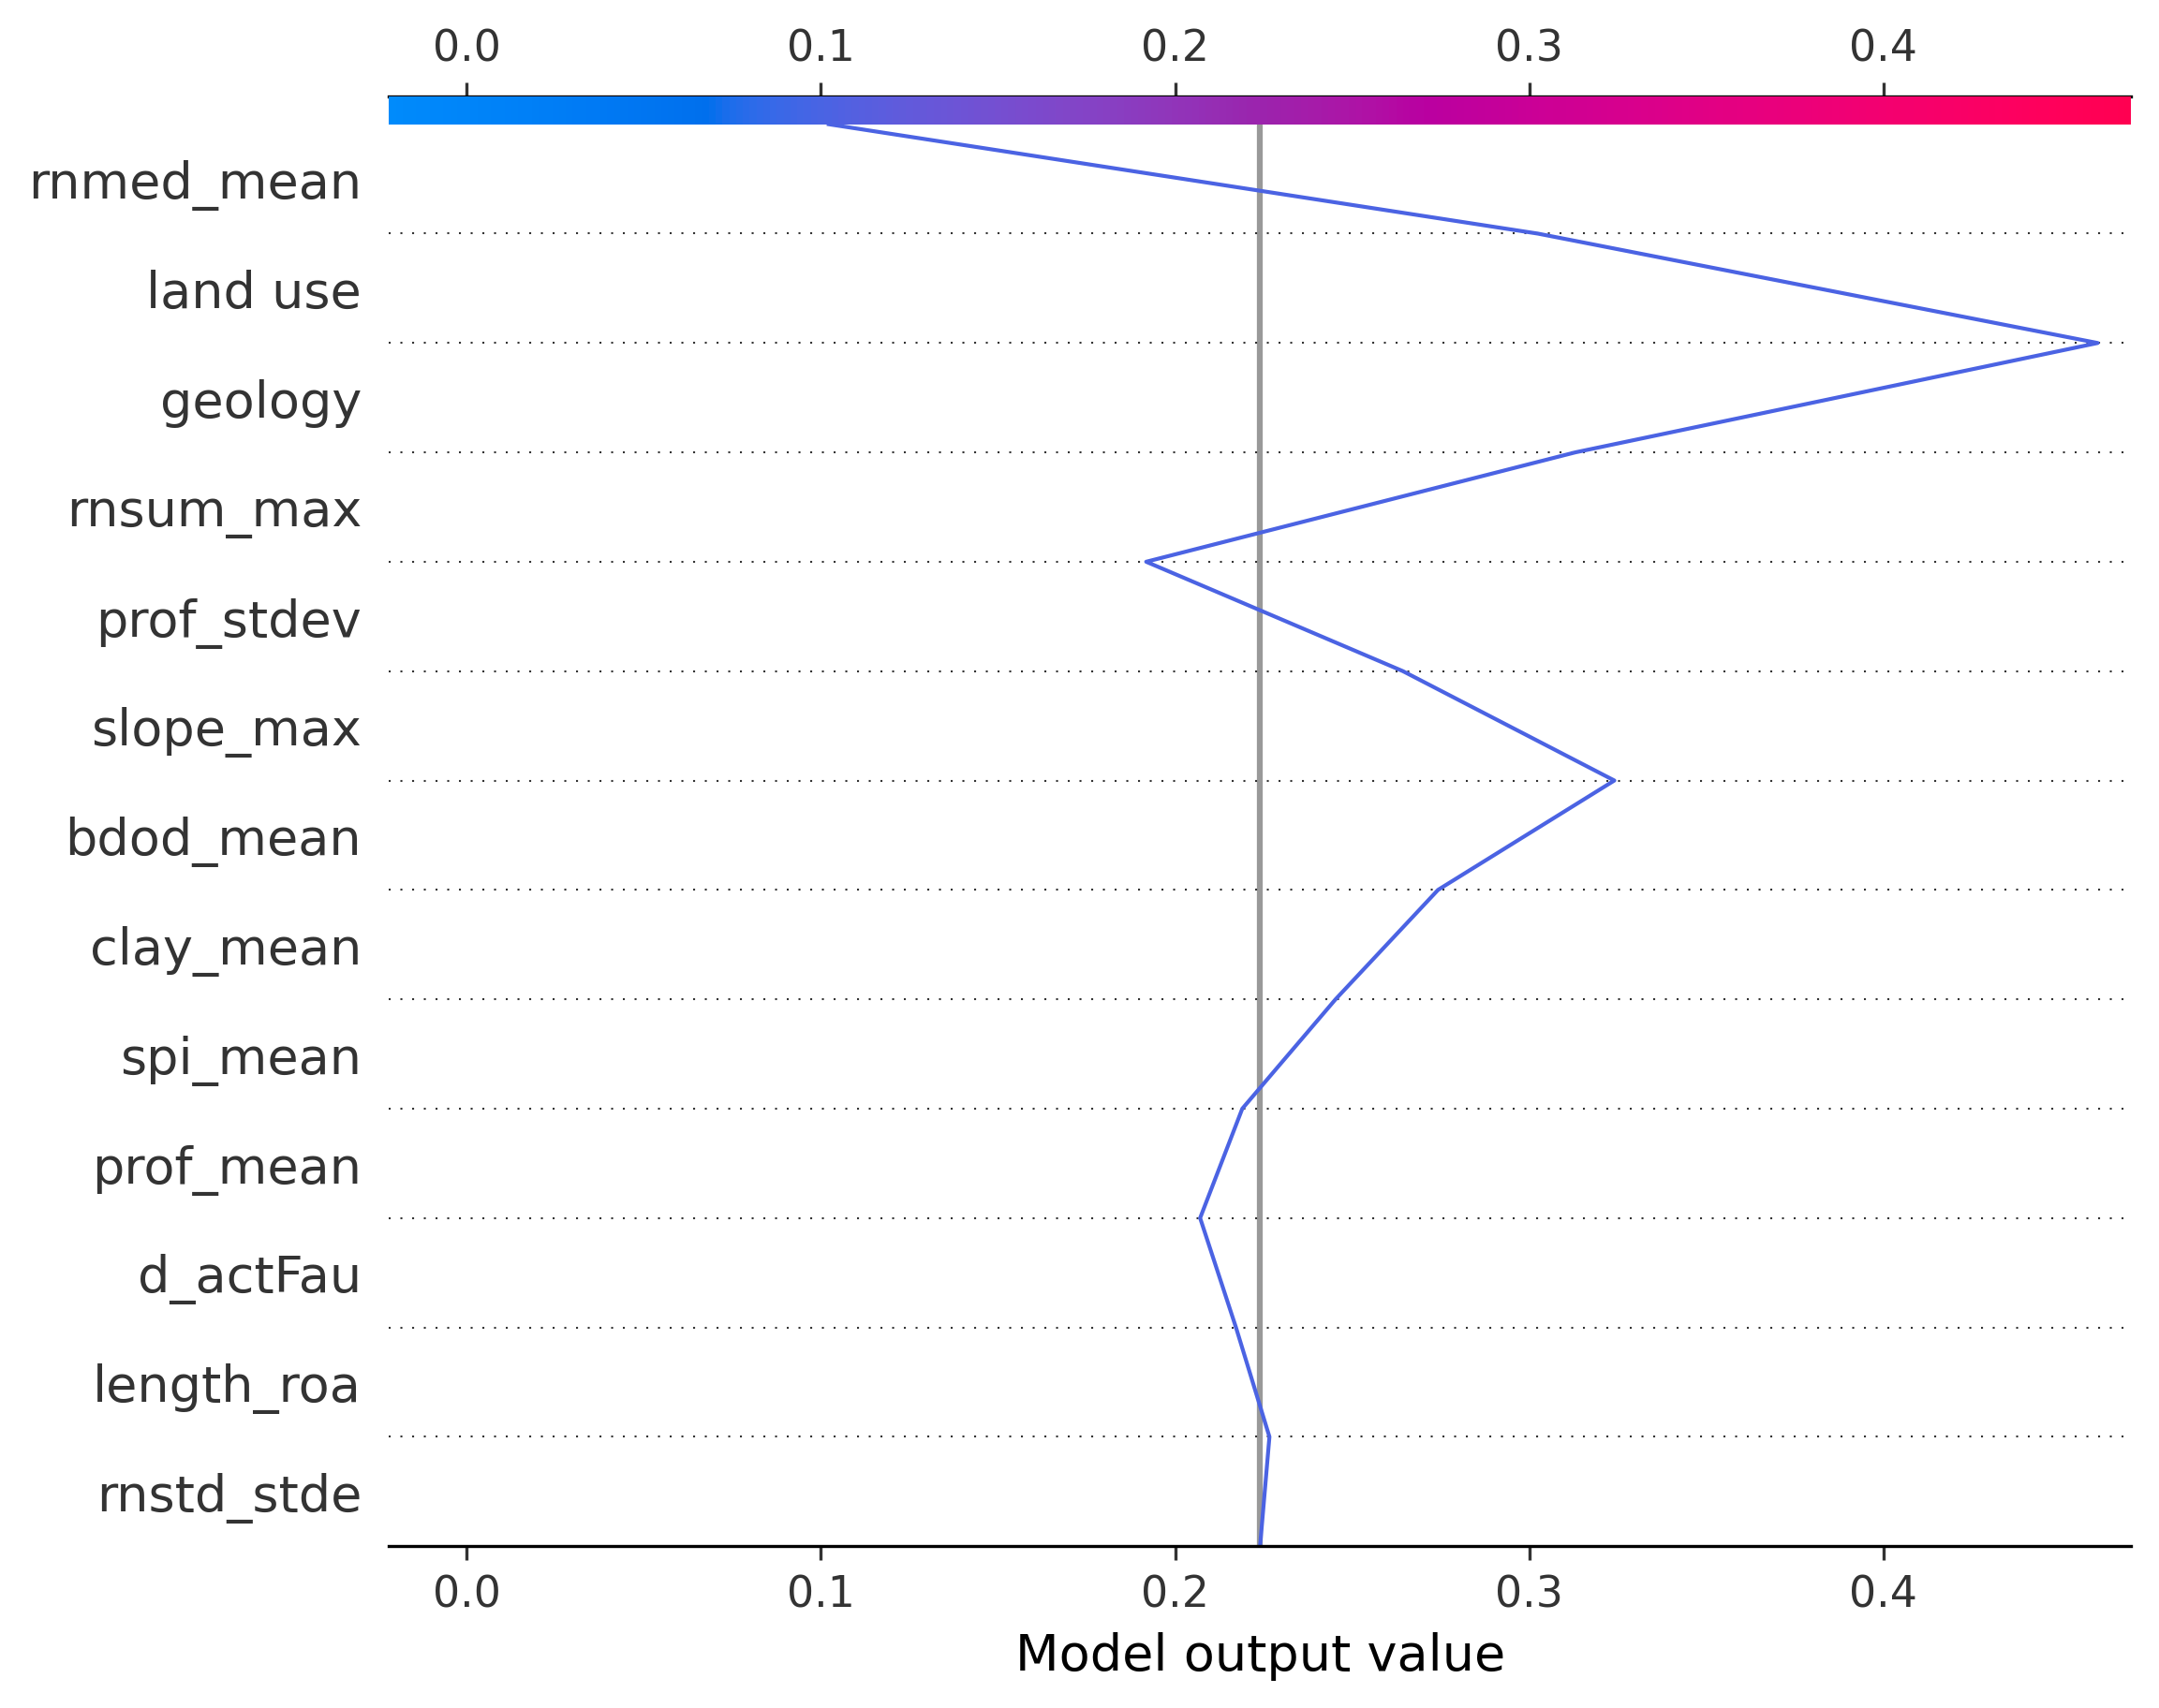 0.0 0.1 0.2 0.3 0.4
rnmed_mean
land use
geology
rnsum_max
prof_stdev
slope_max
bdod_mean
clay_mean
spi_mean
prof_mean
d_actFau
length_roa
rnstd_stde
0.0 0.1 0.2 0.3 0.4
Model output value